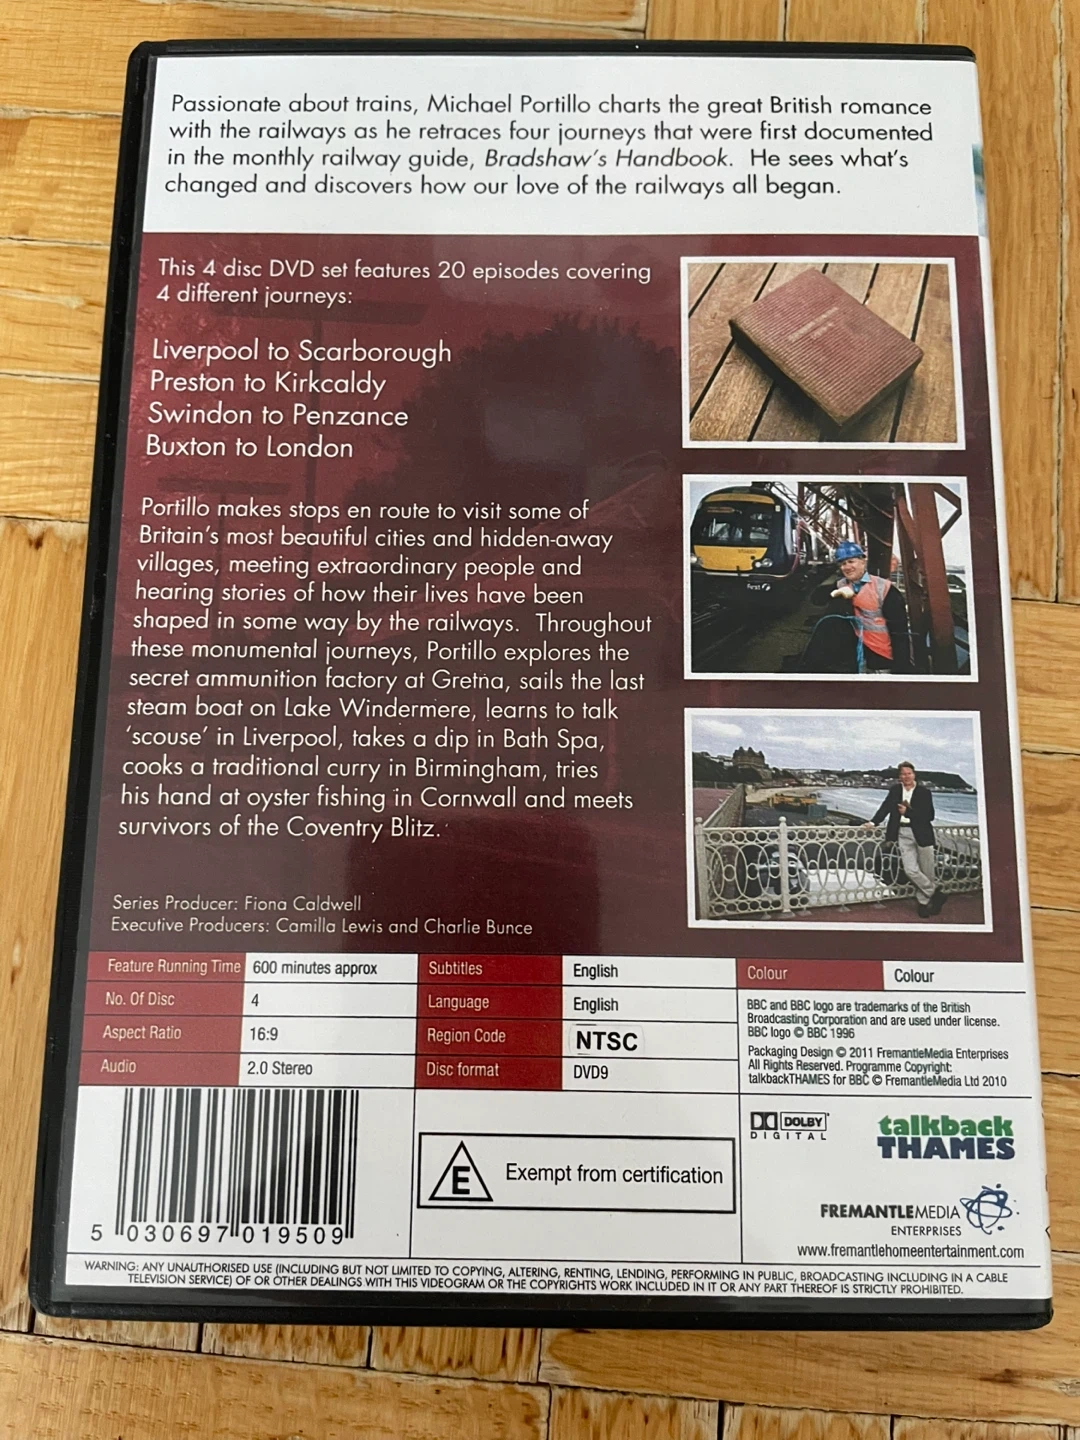 Passionate about trains, Michael Portillo charts the great British romance
with the railways as he retraces four journeys that were first documented
in the monthly railway guide, Bradshaw's Handbook.  He sees what's
changed and discovers how our love of the railways all began.
This 4 disc DVD set features 20 episodes covering
4 different journeys:
Liverpool to Scarborough
Preston to Kirkcaldy
Swindon to Penzance
Buxton to London
Portillo makes stops en route to visit some of
Britain's most beautiful cities and hidden-away
villages, meeting extraordinary people and
hearing stories of how their lives have been
shaped in some way by the railways.  Throughout
these monumental journeys, Portillo explores the
secret ammunition factory at Gretna, sails the last
steam boat on Lake Windermere, learns to talk
'scouse' in Liverpool, takes a dip in Bath Spa,
cooks a traditional curry in Birmingham, tries
his hand at oyster fishing in Cornwall and meets
survivors of the Coventry Blitz.
Series Producer: Fiona Caldwell
Executive Producers: Camilla Lewis and Charlie Bunce
Feature Running Time 600 minutes approx
No. Of Disc 4
Aspect Ratio 16:9
Audio 2.0 Stereo
Subtitles English
Language English
Region Code NTSC
Disc format DVD9
Colour Colour
BBC and BBC logo are trademarks of the British
Broadcasting Corporation and are used under license.
BBC logo © BBC 1996
Packaging Design © 2011 FremantleMedia Enterprises
All Rights Reserved. Programme Copyright:
talkbackTHAMES for BBC © FremantleMedia Ltd 2010
5 030697 019509
E Exempt from certification
DOLBY
DIGITAL
talkback
THAMES
FREMANTLEMEDIA
ENTERPRISES
www.fremantlehomeentertainment.com
WARNING: ANY UNAUTHORISED USE (INCLUDING BUT NOT LIMITED TO COPYING, ALTERING, RENTING, LENDING, PERFORMING IN PUBLIC, BROADCASTING INCLUDING IN A CABLE
TELEVISION SERVICE) OF OR OTHER DEALINGS WITH THIS VIDEOGRAM OR THE COPYRIGHTS WORK INCLUDED IN IT OR ANY PART THEREOF IS STRICTLY PROHIBITED.